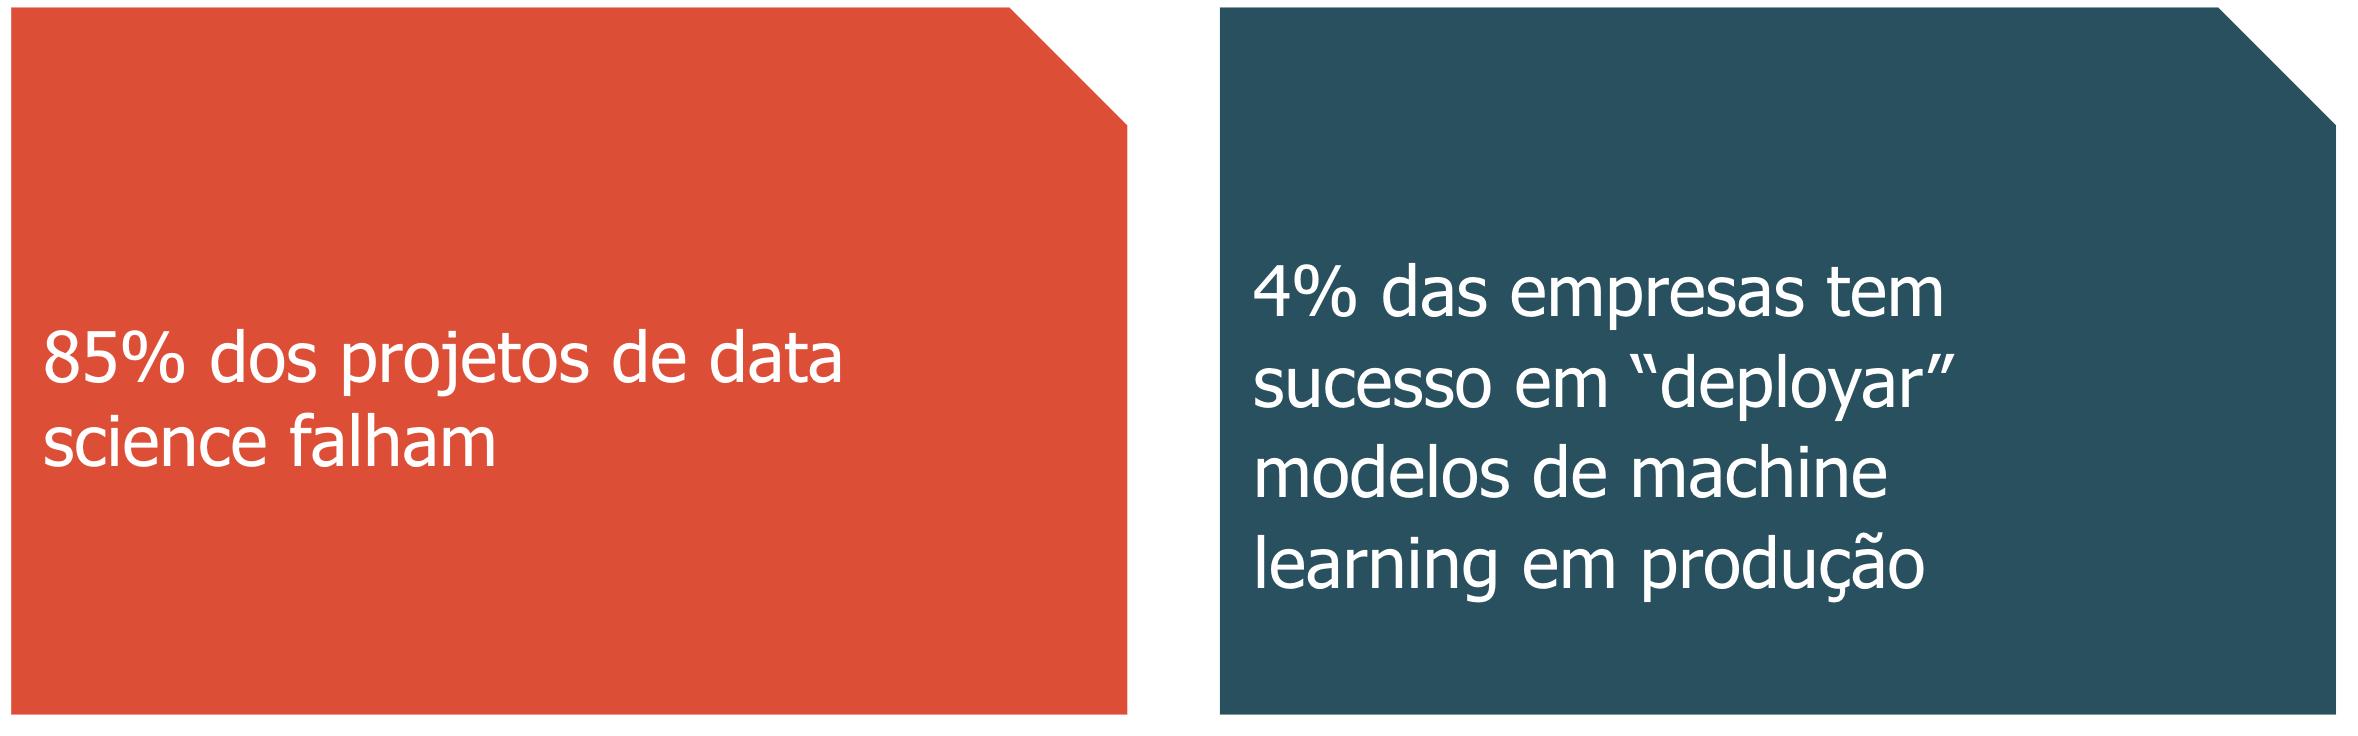 85% dos projetos de data
science falham
4% das empresas tem
sucesso em “deployar”
modelos de machine
learning em produção